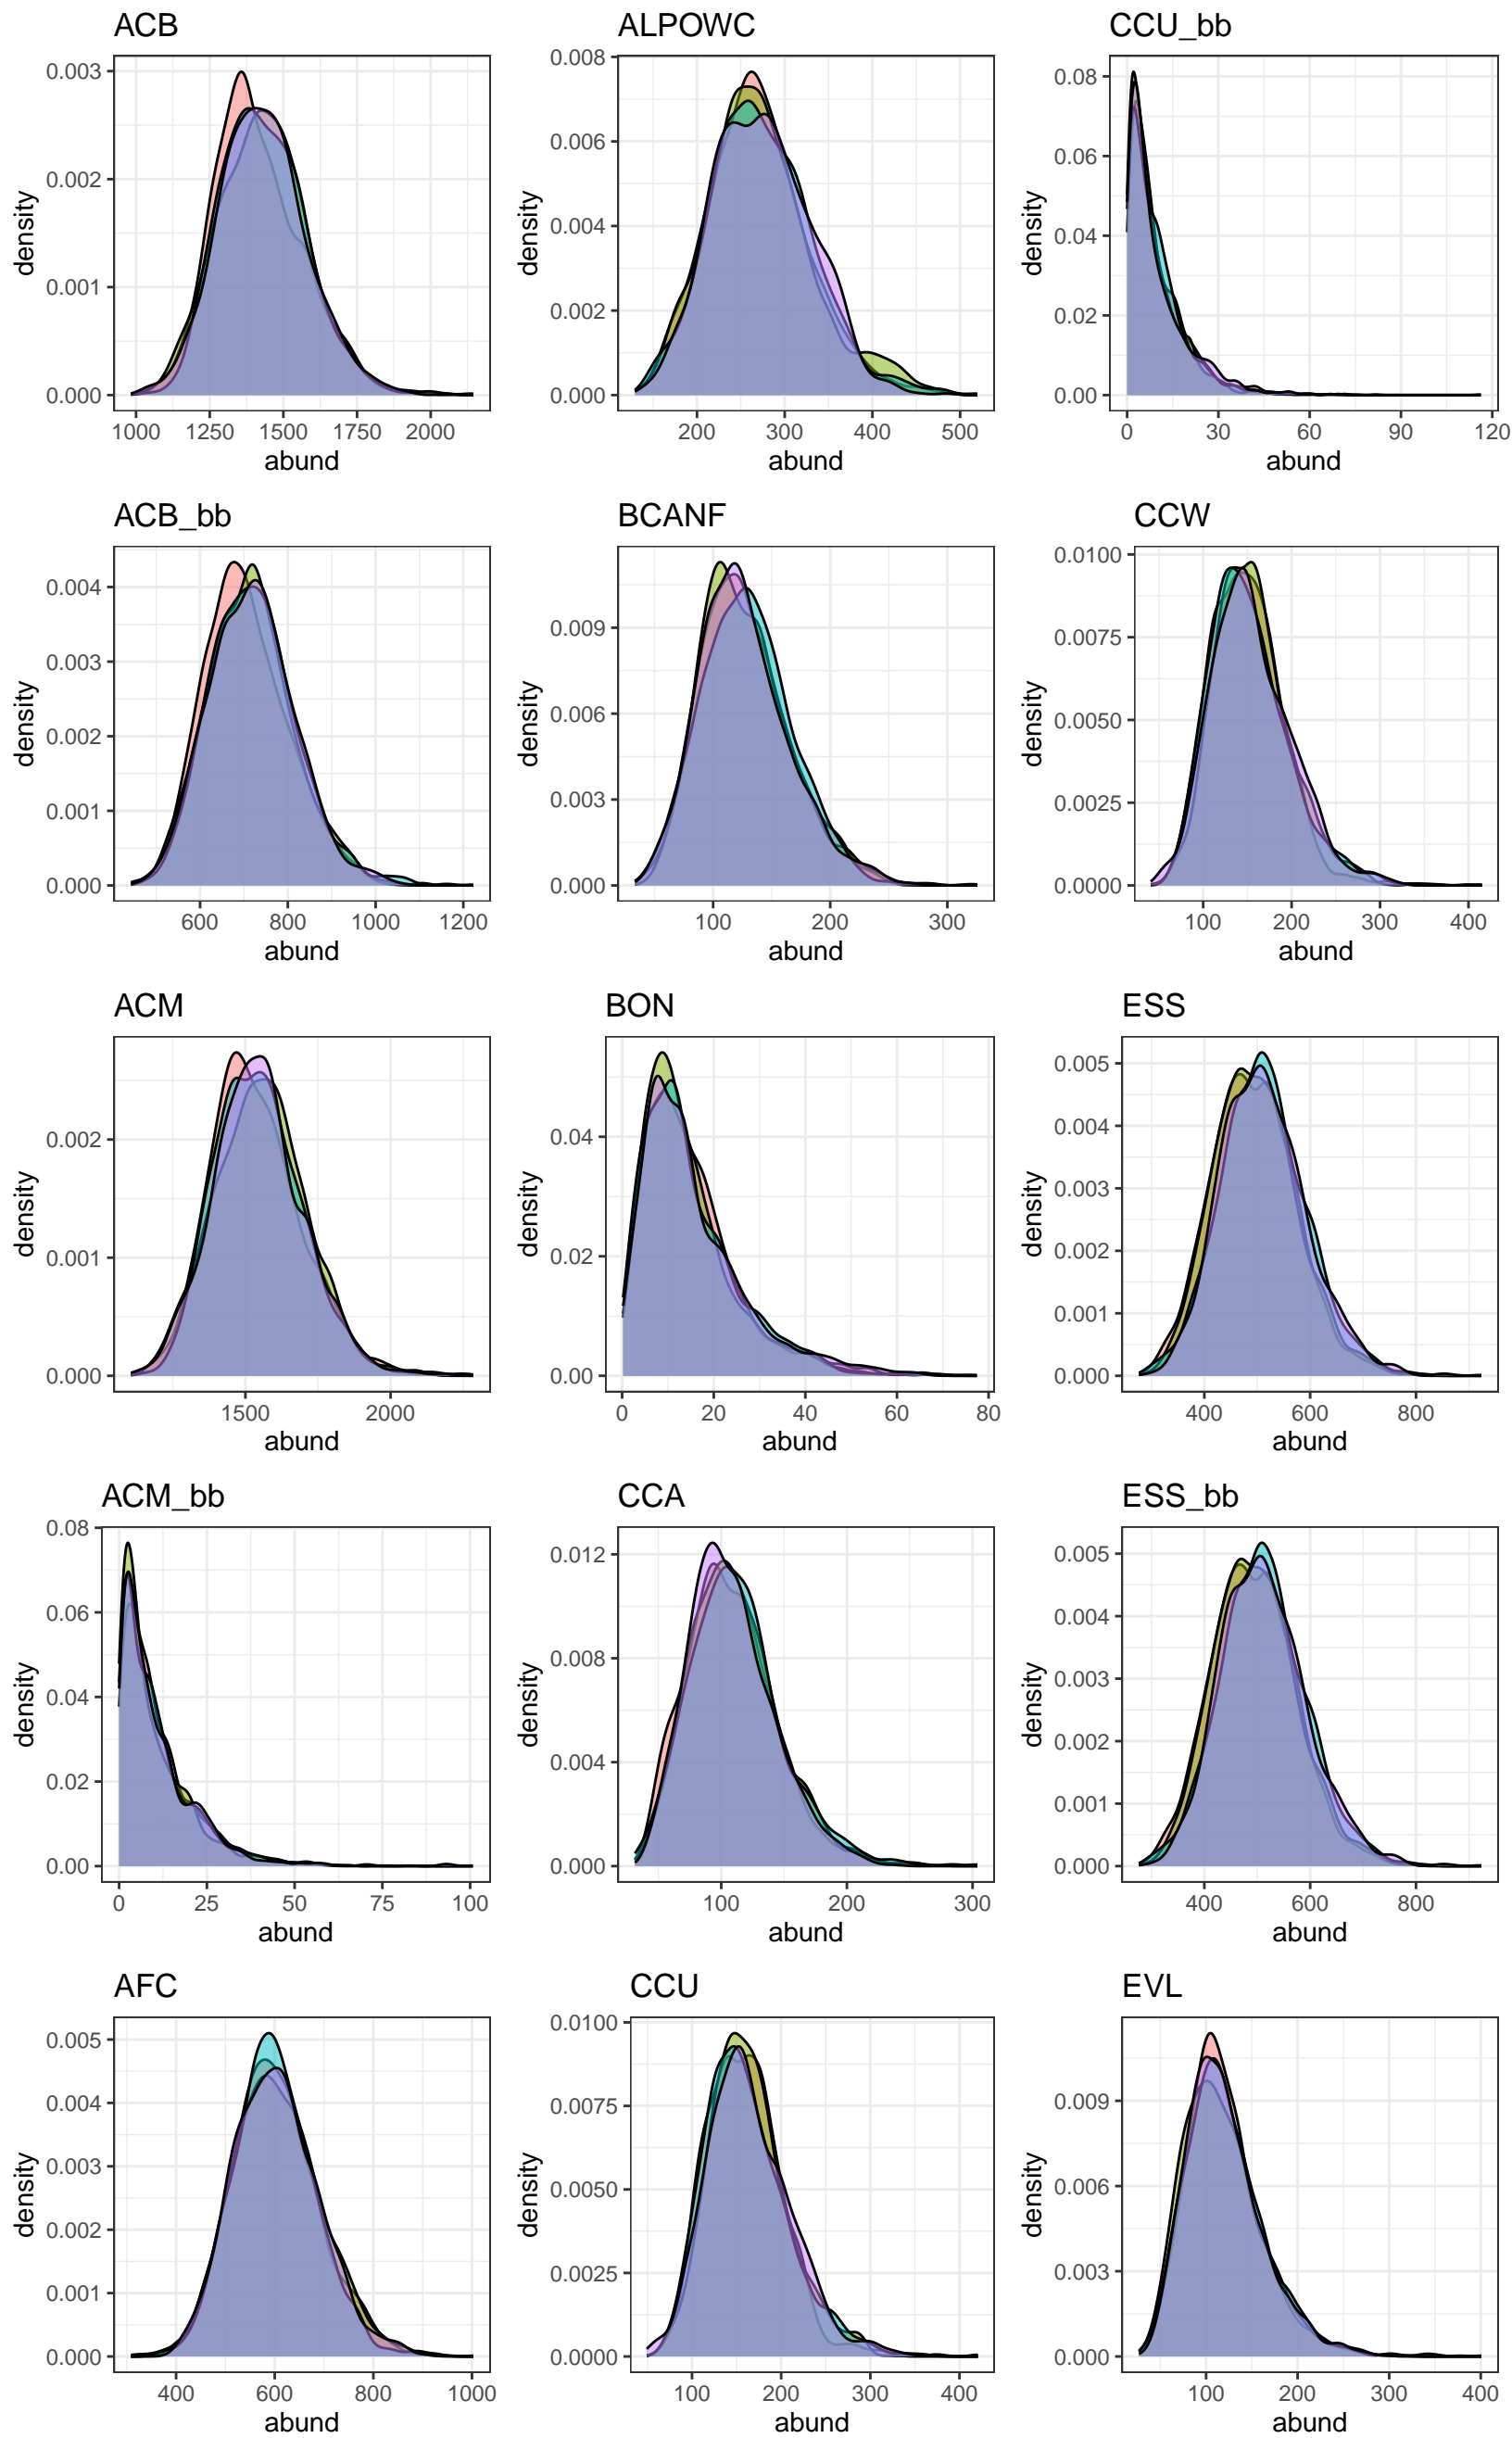 ACB
ALPOWC
CCU_bb
0.003
0.002
0.001
0.000
density
1000 1250 1500 1750 2000
abund
0.008
0.006
0.004
0.002
0.000
density
200 300 400 500
abund
0.08
0.06
0.04
0.02
0.00
density
0 30 60 90 120
abund
ACB_bb
BCANF
CCW
0.004
0.003
0.002
0.001
0.000
density
600 800 1000 1200
abund
0.009
0.006
0.003
0.000
density
100 200 300
abund
0.0100
0.0075
0.0050
0.0025
0.0000
density
100 200 300 400
abund
ACM
BON
ESS
0.002
0.001
0.000
density
1500 2000
abund
0.04
0.02
0.00
density
0 20 40 60 80
abund
0.005
0.004
0.003
0.002
0.001
0.000
density
400 600 800
abund
ACM_bb
CCA
ESS_bb
0.08
0.06
0.04
0.02
0.00
density
0 25 50 75 100
abund
0.012
0.008
0.004
0.000
density
100 200 300
abund
0.005
0.004
0.003
0.002
0.001
0.000
density
400 600 800
abund
AFC
CCU
EVL
0.005
0.004
0.003
0.002
0.001
0.000
density
400 600 800 1000
abund
0.0100
0.0075
0.0050
0.0025
0.0000
density
100 200 300 400
abund
0.009
0.006
0.003
0.000
density
100 200 300 400
abund